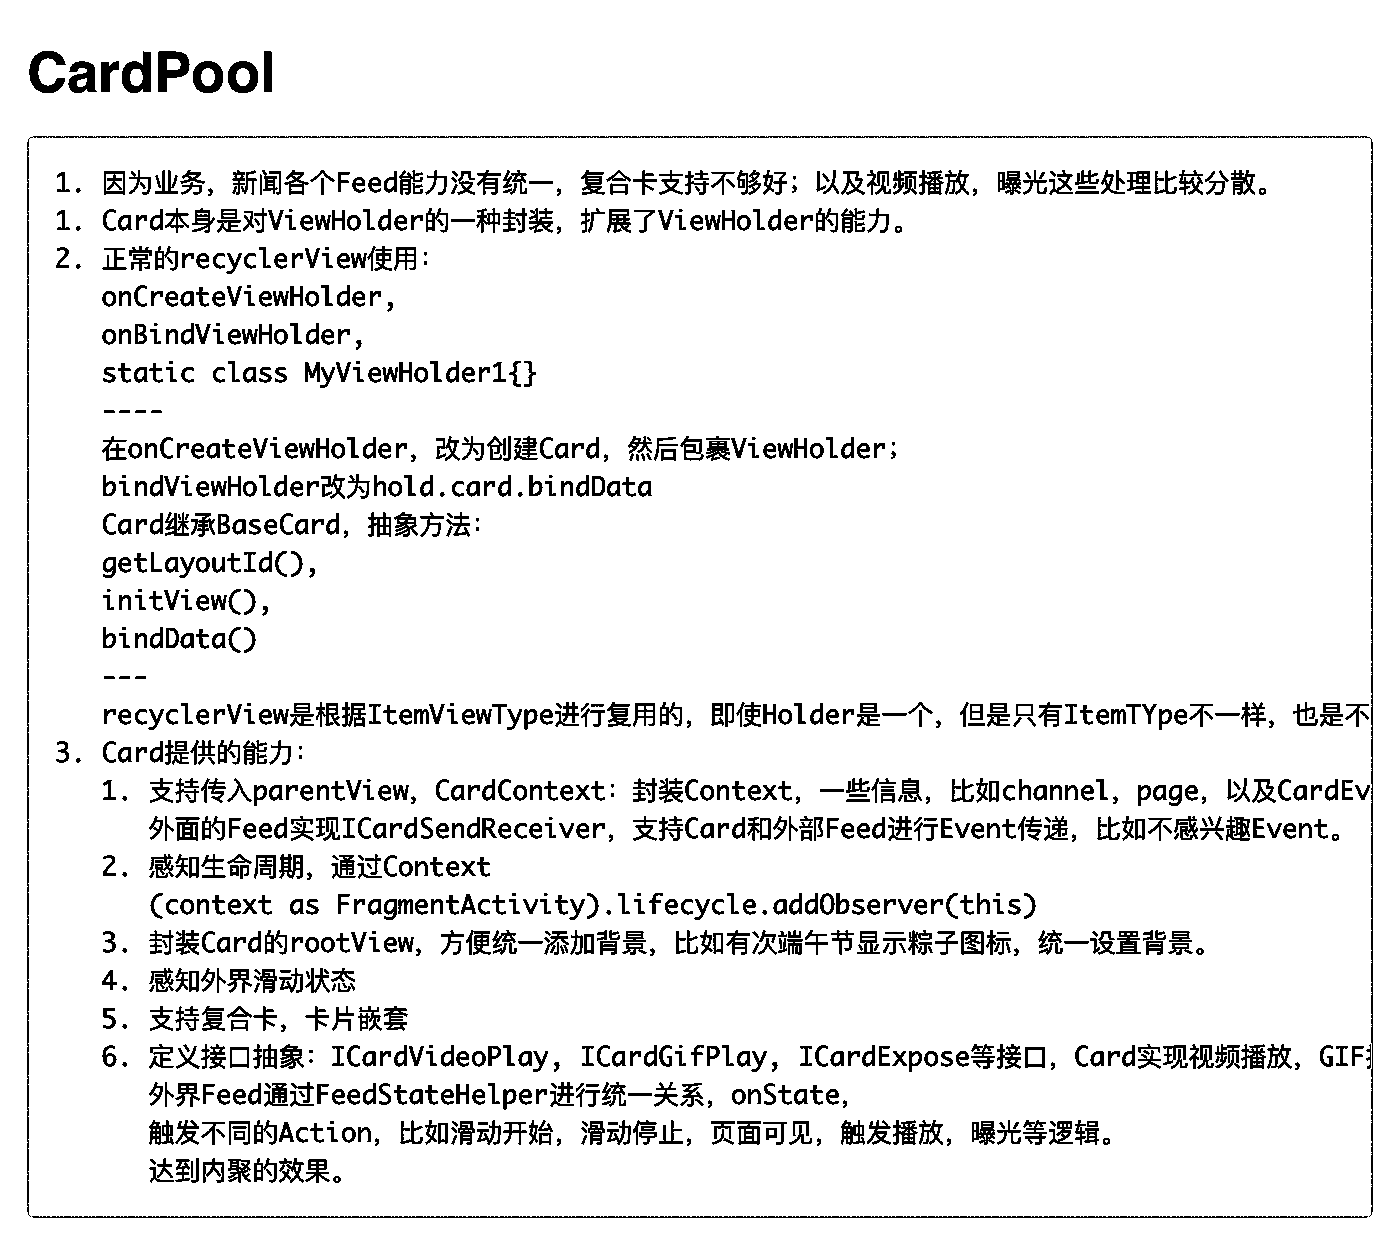 CardPool
1. 因为业务，新闻各个Feed能力没有统一，复合卡支持不够好；以及视频播放，曝光这些处理比较分散。
1. Card本身是对ViewHolder的一种封装，扩展了ViewHolder的能力。
2. 正常的recyclerView使用：
onCreateViewHolder,
onBindViewHolder,
static class MyViewHolder1{}
----
在onCreateViewHolder，改为创建Card，然后包裹ViewHolder；
bindViewHolder改为hold.card.bindData
Card继承BaseCard，抽象方法：
getLayoutId(),
initView(),
bindData()
---
recyclerView是根据ItemViewType进行复用的，即使Holder是一个，但是只有ItemTYpe不一样，也是不
3. Card提供的能力：
1. 支持传入parentView，CardContext：封装Context，一些信息，比如channel，page，以及CardEv
外面的Feed实现ICardSendReceiver，支持Card和外部Feed进行Event传递，比如不感兴趣Event。
2. 感知生命周期，通过Context
(context as FragmentActivity).lifecycle.addObserver(this)
3. 封装Card的rootView，方便统一添加背景，比如有次端午节显示粽子图标，统一设置背景。
4. 感知外界滑动状态
5. 支持复合卡，卡片嵌套
6. 定义接口抽象：ICardVideoPlay, ICardGifPlay, ICardExpose等接口，Card实现视频播放，GIF
外界Feed通过FeedStateHelper进行统一关系，onState，
触发不同的Action，比如滑动开始，滑动停止，页面可见，触发播放，曝光等逻辑。
达到内聚的效果。